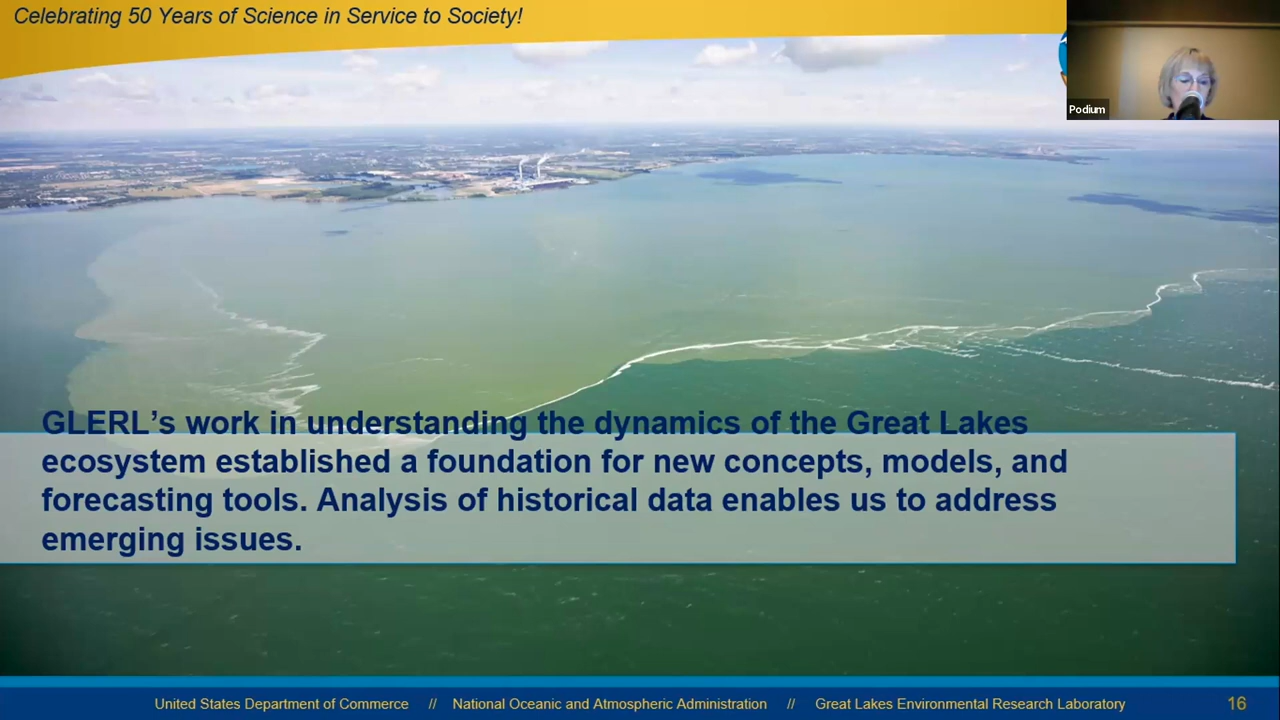 Celebrating 50 Years of Science in Service to Society!
Podium
GLERL’s work in understanding the dynamics of the Great Lakes
ecosystem established a foundation for new concepts, models, and
forecasting tools. Analysis of historical data enables us to address
emerging issues.
United States Department of Commerce // National Oceanic and Atmospheric Administration // Great Lakes Environmental Research Laboratory 16